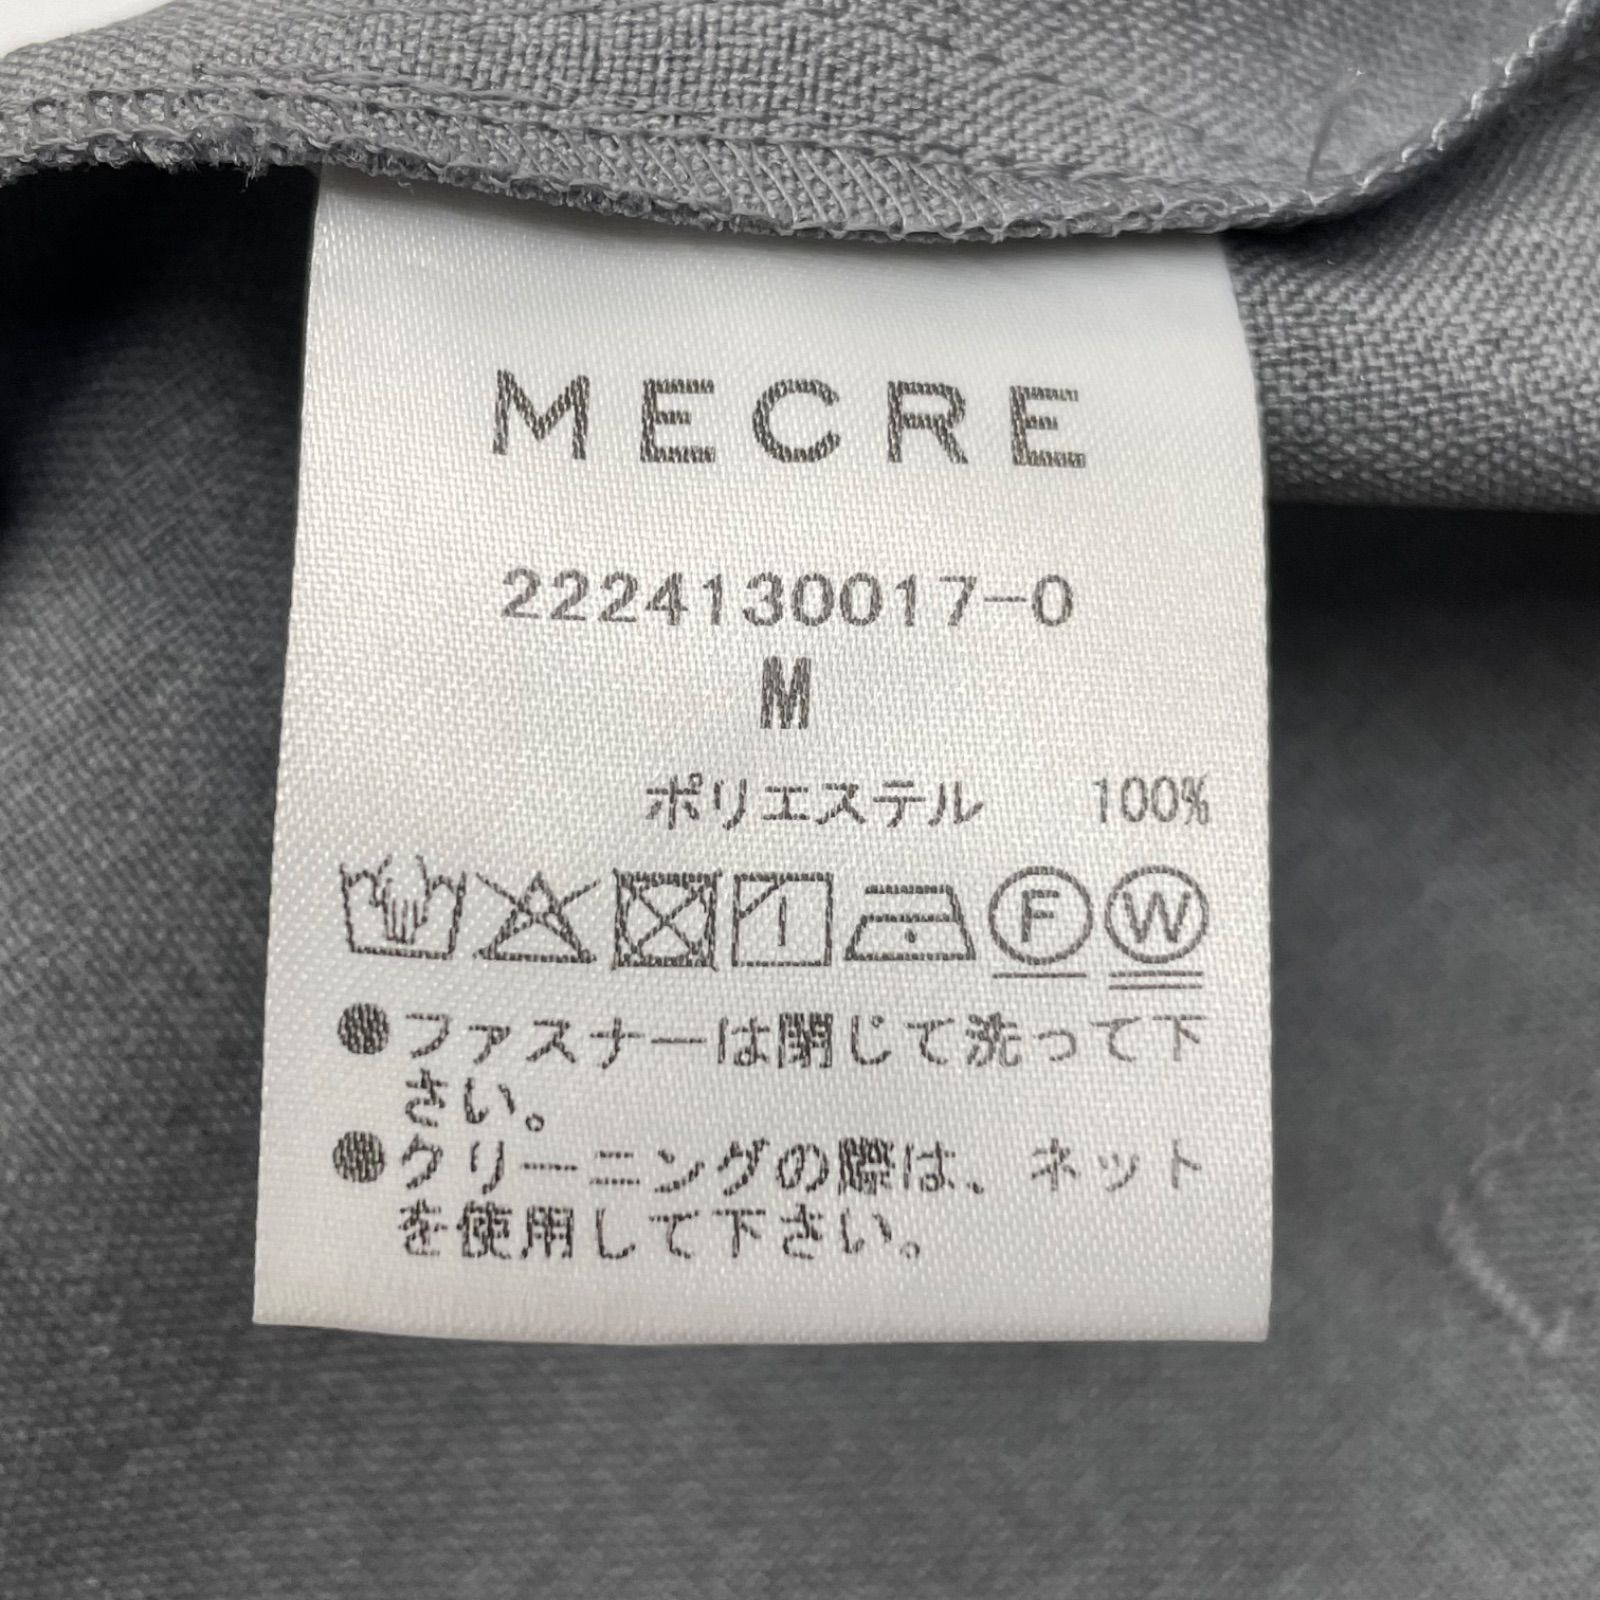 MECRE
2224130017-0
M
ポリエステル 100%
F W
●ファスナーは閉じて洗って下
さい。
●クリーニングの際は、ネット
を使用して下さい。